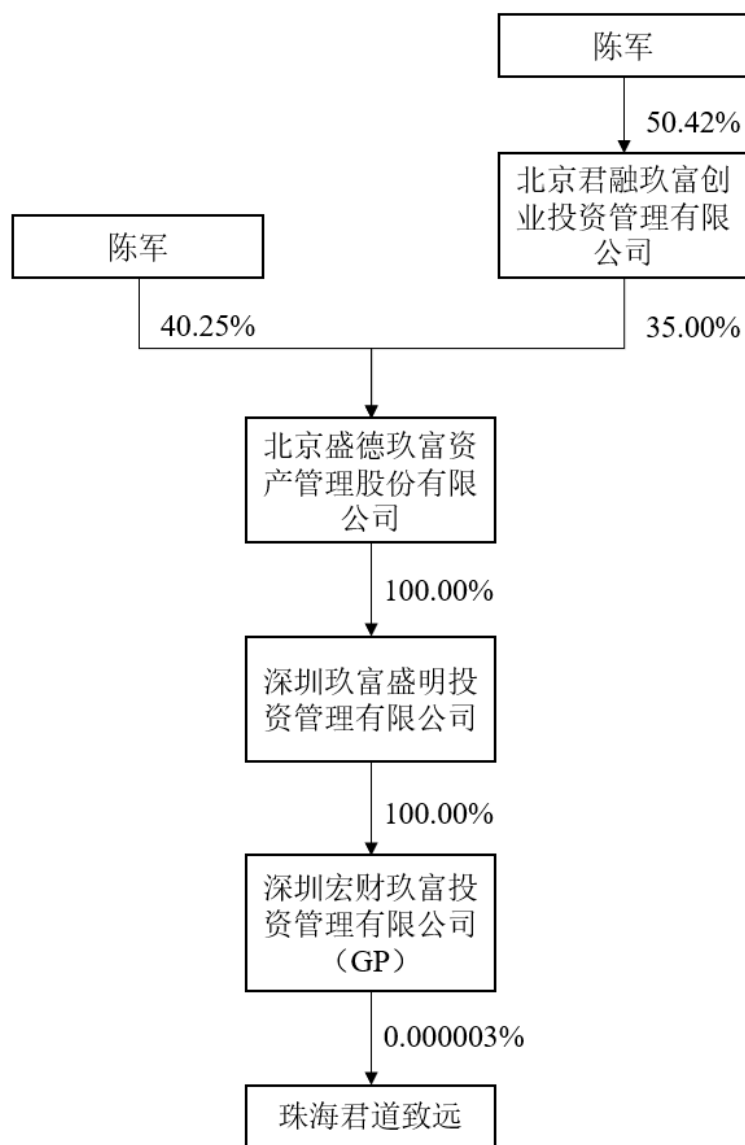 陈军
50.42%
北京君融玖富创
业投资管理有限
公司
陈军
40.25%
35.00%
北京盛德玖富资
产管理股份有限
公司
100.00%
深圳玖富盛明投
资管理有限公司
100.00%
深圳宏财玖富投
资管理有限公司
（GP）
0.000003%
珠海君道致远